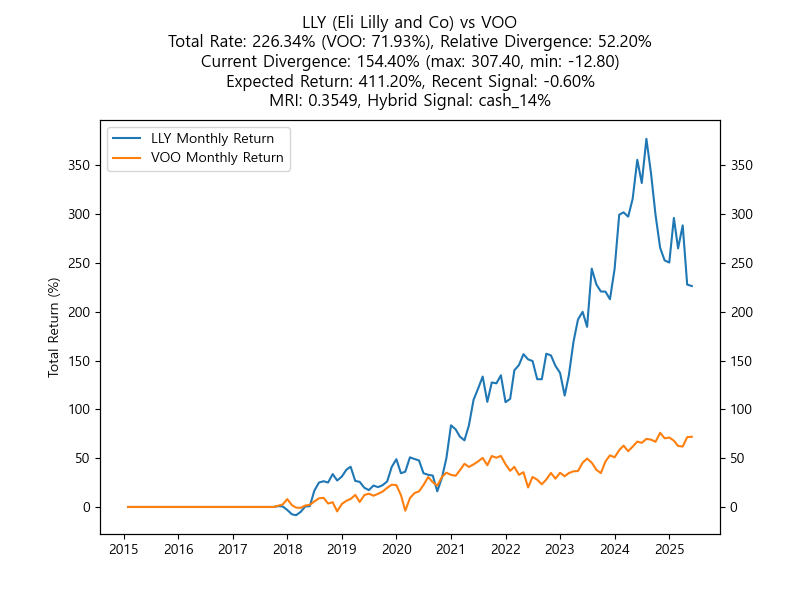 LLY (Eli Lilly and Co) vs VOO
Total Rate: 226.34% (VOO: 71.93%), Relative Divergence: 52.20%
Current Divergence: 154.40% (max: 307.40, min: -12.80)
Expected Return: 411.20%, Recent Signal: -0.60%
MRI: 0.3549, Hybrid Signal: cash_14%
LLY Monthly Return
VOO Monthly Return
Total Return (%)
350
300
250
200
150
100
50
0
350
300
250
200
150
100
50
0
2015 2016 2017 2018 2019 2020 2021 2022 2023 2024 2025